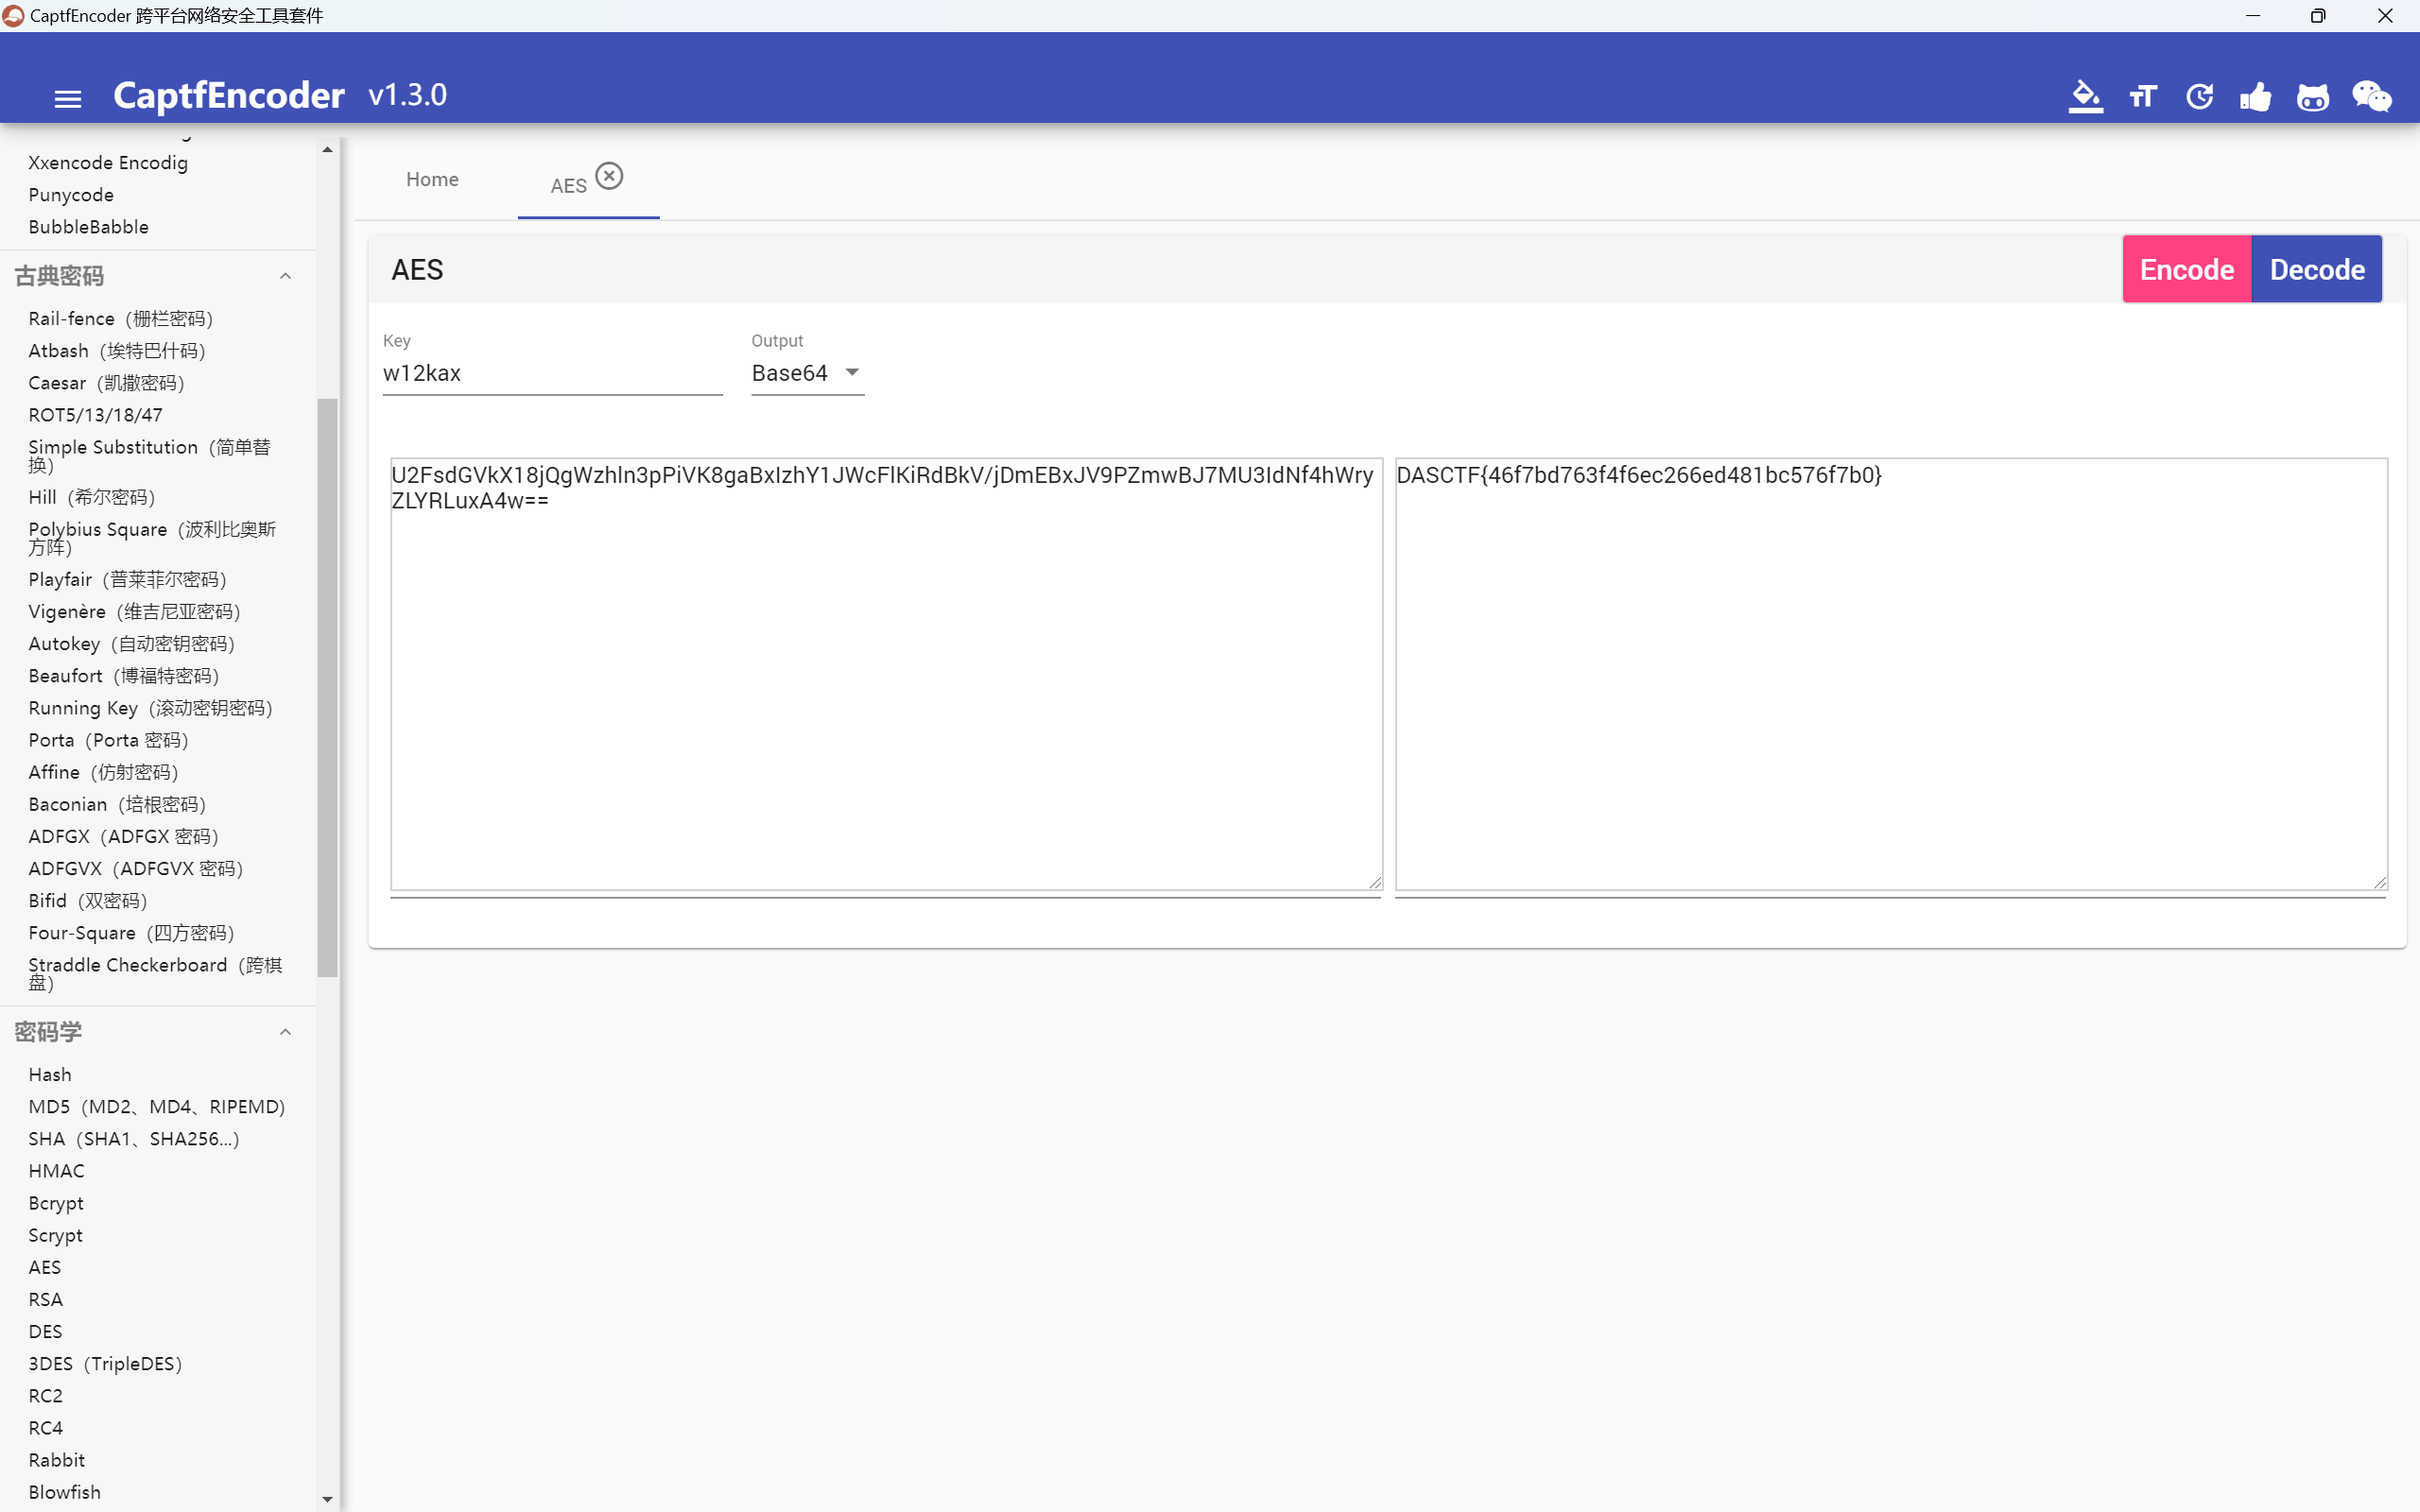 CaptfEncoder 跨平台网络安全工具套件
CaptfEncoder v1.3.0
Xxencode Encodig
Punycode
BubbleBabble
古典密码
Rail-fence（栅栏密码）
Atbash（埃特巴什码）
Caesar（凯撒密码）
ROT5/13/18/47
Simple Substitution（简单替
换）
Hill（希尔密码）
Polybius Square（波利比奥斯
方阵）
Playfair（普莱菲尔密码）
Vigenère（维吉尼亚密码）
Autokey（自动密钥密码）
Beaufort（博福特密码）
Running Key（滚动密钥密码）
Porta（Porta 密码）
Affine（仿射密码）
Baconian（培根密码）
ADFGX（ADFGX 密码）
ADFGVX（ADFGVX 密码）
Bifid（双密码）
Four-Square（四方密码）
Straddle Checkerboard（跨棋
盘）
密码学
Hash
MD5（MD2、MD4、RIPEMD）
SHA（SHA1、SHA256...）
HMAC
Bcrypt
Scrypt
AES
RSA
DES
3DES（TripleDES）
RC2
RC4
Rabbit
Blowfish
Home
AES
AES
Encode
Decode
Key
w12kax
Output
Base64
U2FsdGVkX18jQgWzhln3pPiVK8gaBxIzhY1JWcFlKiRdBkV/jDmEBxJV9PZmwBJ7MU3IdNf4hWry
ZLYRLuxA4w==
DASCTF{46f7bd763f4f6ec266ed481bc576f7b0}